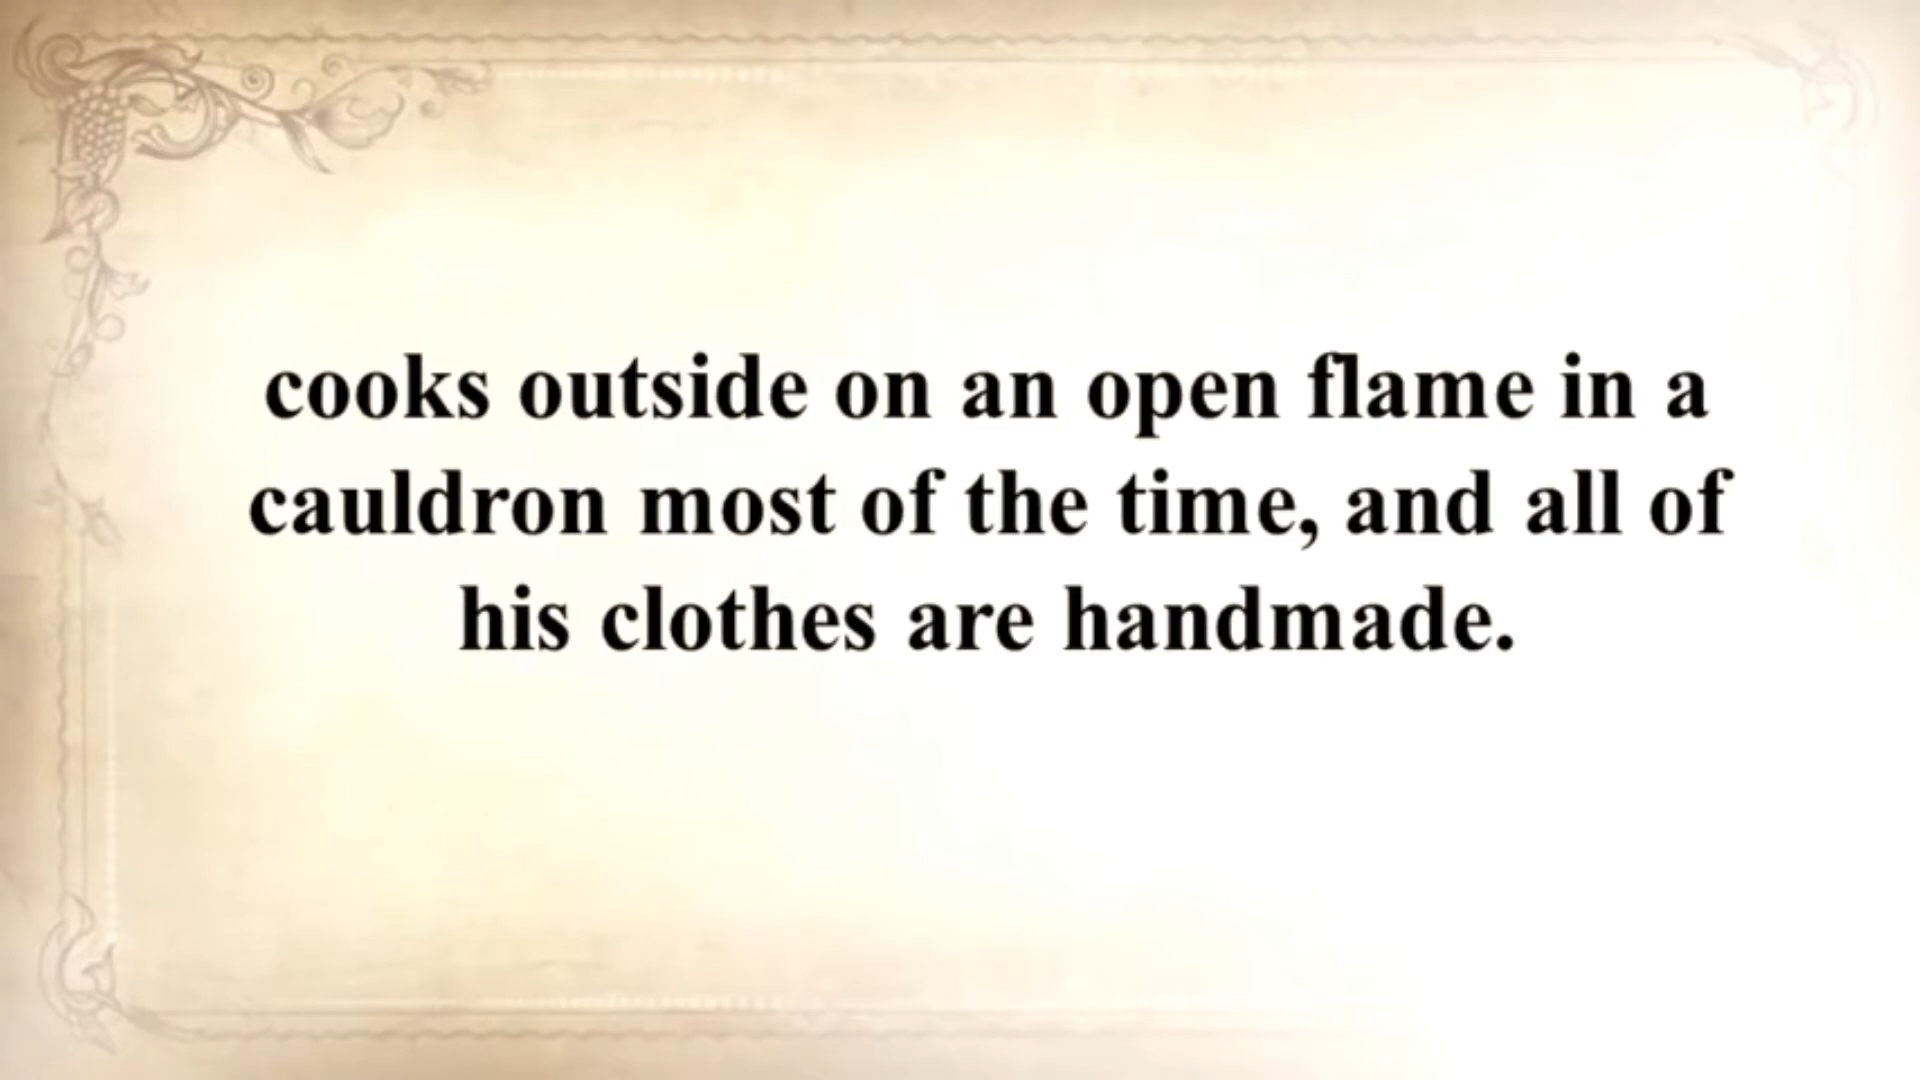 cooks outside on an open flame in a
cauldron most of the time, and all of
his clothes are handmade.